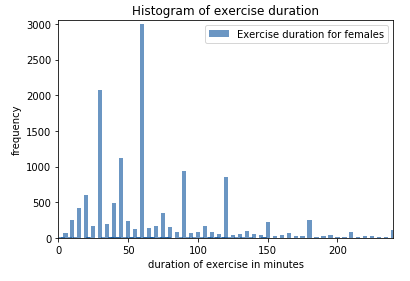 Histogram of exercise duration
Exercise duration for females
frequency
3000
2500
2000
1500
1000
500
0
0 50 100 150 200
duration of exercise in minutes